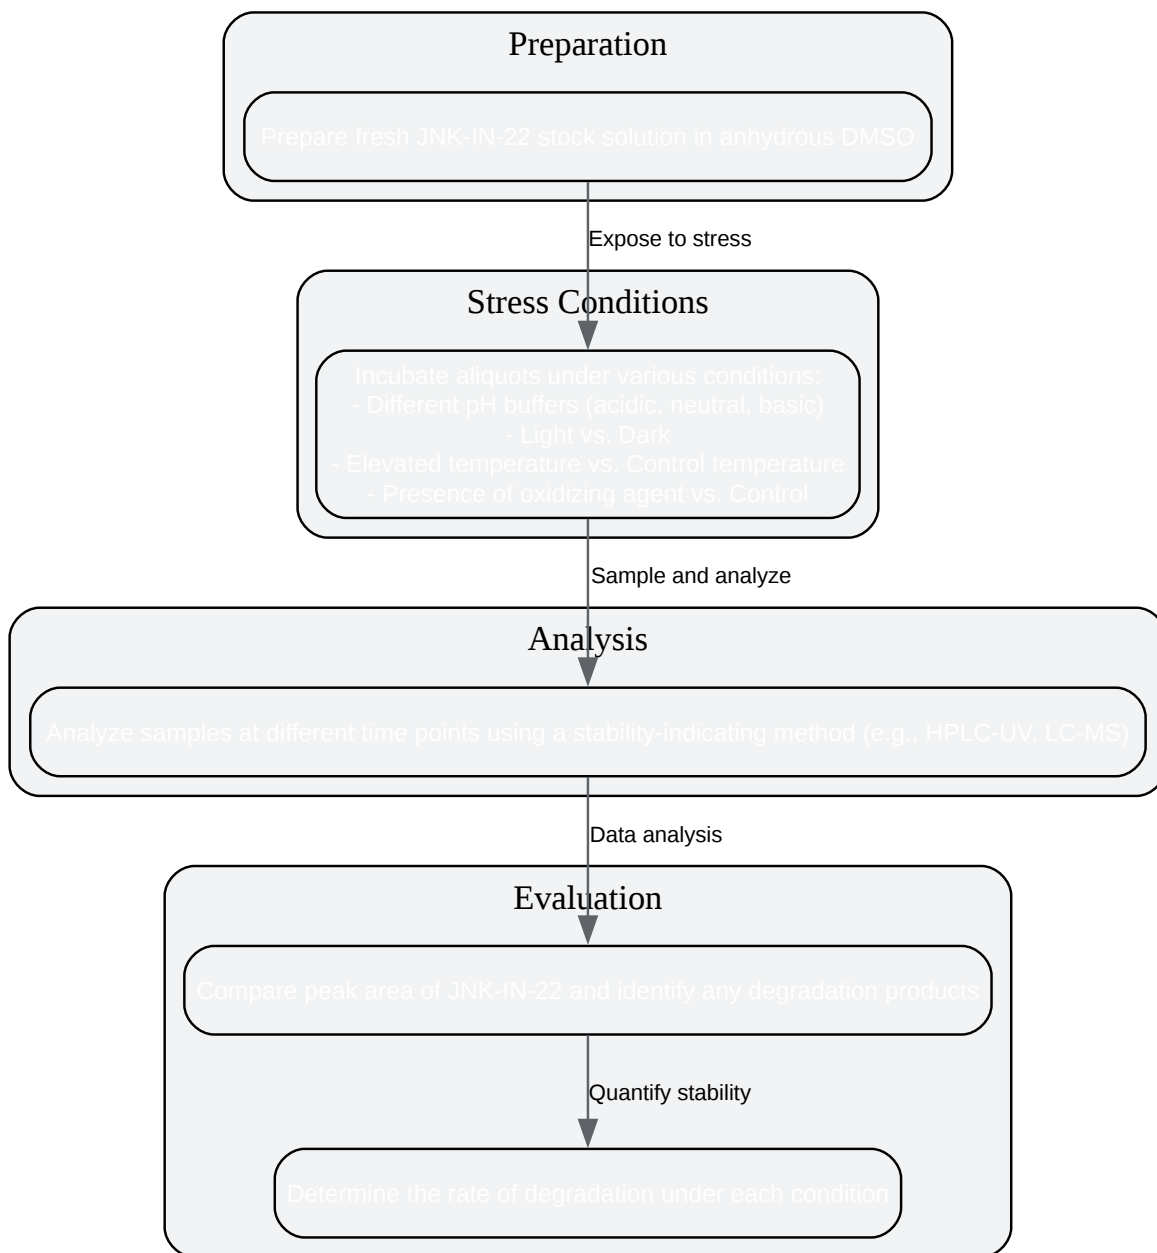 Preparation
Prepare fresh JNK-IN-22 stock solution in anhydrous DMSO
Expose to stress
Stress Conditions
Incubate aliquots under various conditions:
- Different pH buffers (acidic, neutral, basic)
- Light vs. Dark
- Elevated temperature vs. Control temperature
- Presence of oxidizing agent vs. Control
Sample and analyze
Analysis
Analyze samples at different time points using a stability-indicating method (e.g., HPLC-UV, LC-MS)
Data analysis
Evaluation
Compare peak area of JNK-IN-22 and identify any degradation products
Quantify stability
Determine the rate of degradation under each condition